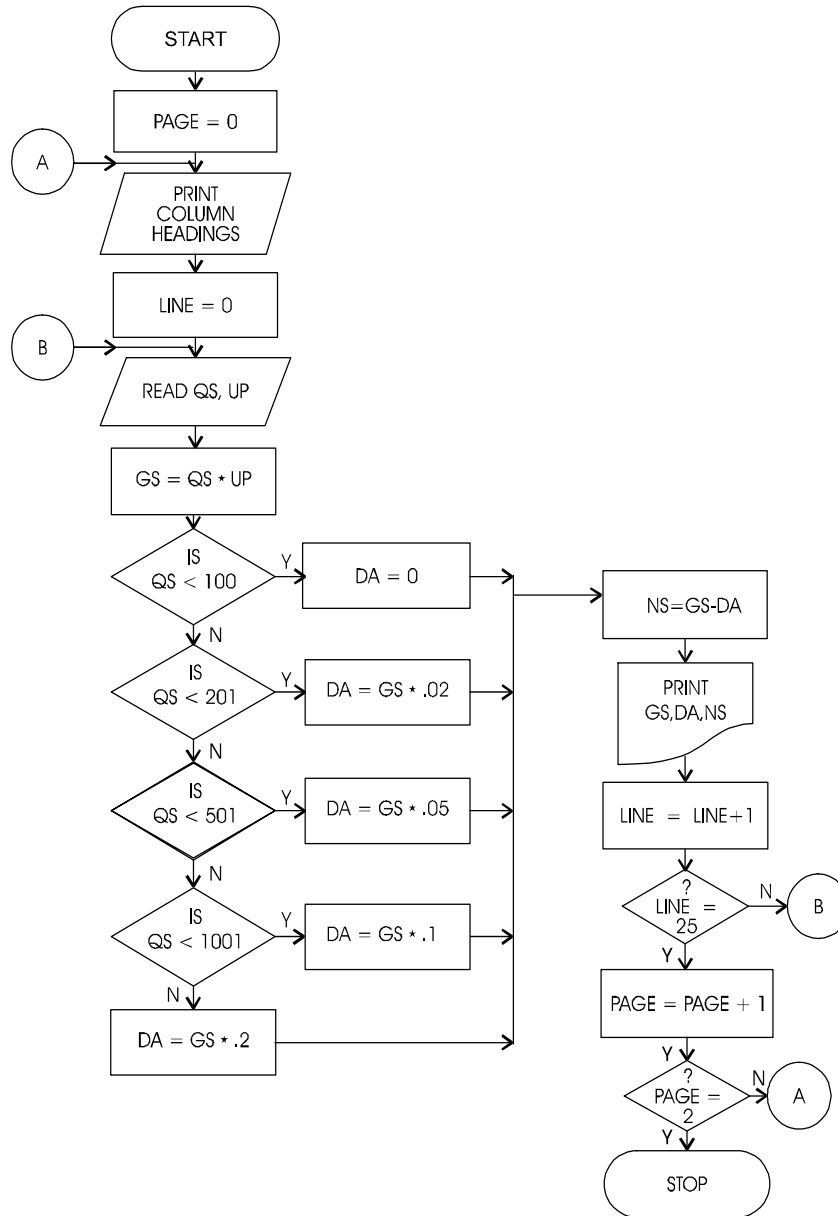 START
PAGE = 0
A
PRINT
COLUMN
HEADINGS
LINE = 0
B
READ QS, UP
GS = QS * UP
IS
QS < 100
Y
DA = 0
N
IS
QS < 201
Y
DA = GS * .02
N
IS
QS < 501
Y
DA = GS * .05
N
IS
QS < 1001
Y
DA = GS * .1
N
DA = GS * .2
NS=GS-DA
PRINT
GS,DA,NS
LINE = LINE+1
?
LINE =
25
N
B
Y
PAGE = PAGE + 1
Y
?
PAGE =
2
N
A
Y
STOP